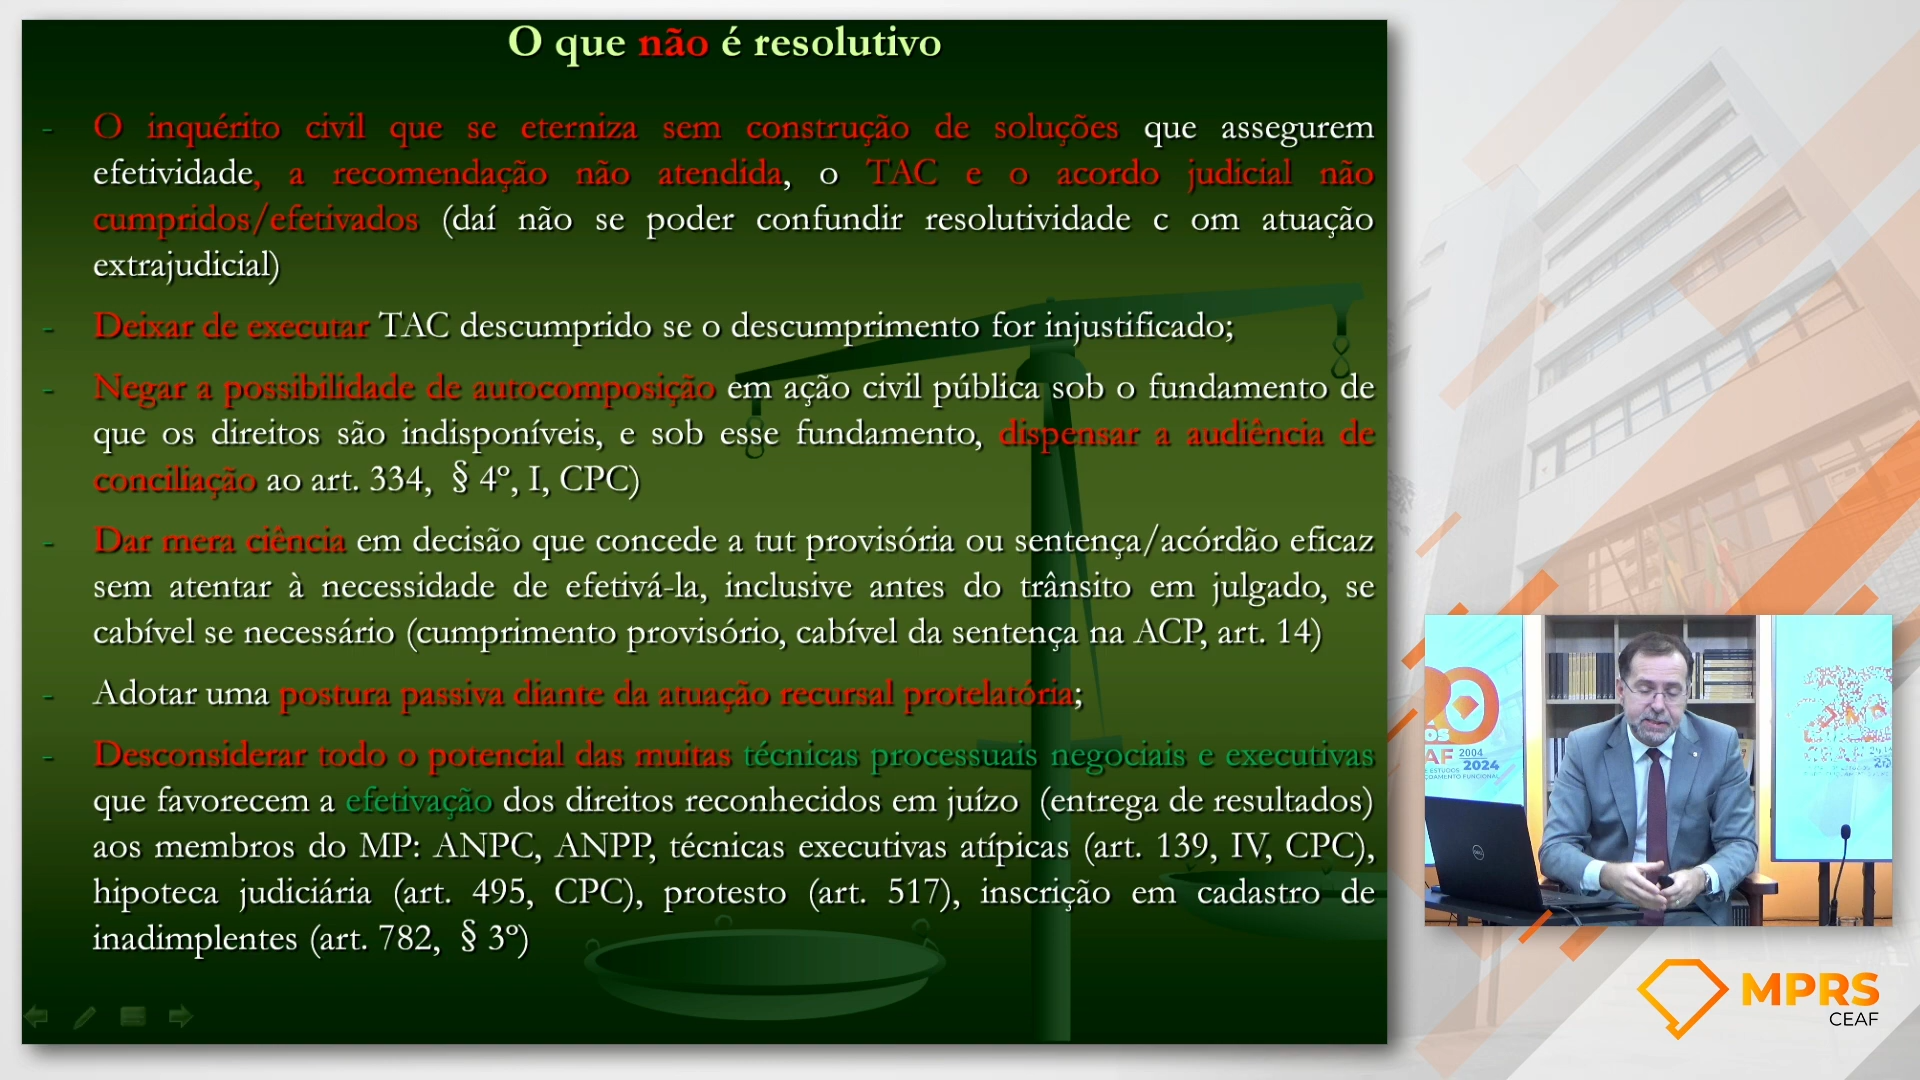 O que não é resolutivo
- O inquérito civil que se eterniza sem construção de soluções que assegurem
efetividade, a recomendação não atendida, o TAC e o acordo judicial não
cumpridos/efetivados (daí não se poder confundir resolutividade c om atuação
extrajudicial)
- Deixar de executar TAC descumprido se o descumprimento for injustificado;
- Negar a possibilidade de autocomposição em ação civil pública sob o fundamento de
que os direitos são indisponíveis, e sob esse fundamento, dispensar a audiência de
conciliação ao art. 334, § 4º, I, CPC)
- Dar mera ciência em decisão que concede a tut provisória ou sentença/acórdão eficaz
sem atentar à necessidade de efetivá-la, inclusive antes do trânsito em julgado, se
cabível se necessário (cumprimento provisório, cabível da sentença na ACP, art. 14)
- Adotar uma postura passiva diante da atuação recursal protelatória;
- Desconsiderar todo o potencial das muitas técnicas processuais negociais e executivas
que favorecem a efetivação dos direitos reconhecidos em juízo (entrega de resultados)
aos membros do MP: ANPC, ANPP, técnicas executivas atípicas (art. 139, IV, CPC),
hipoteca judiciária (art. 495, CPC), protesto (art. 517), inscrição em cadastro de
inadimplentes (art. 782, § 3º)
2004
2024
MPRS
CEAF